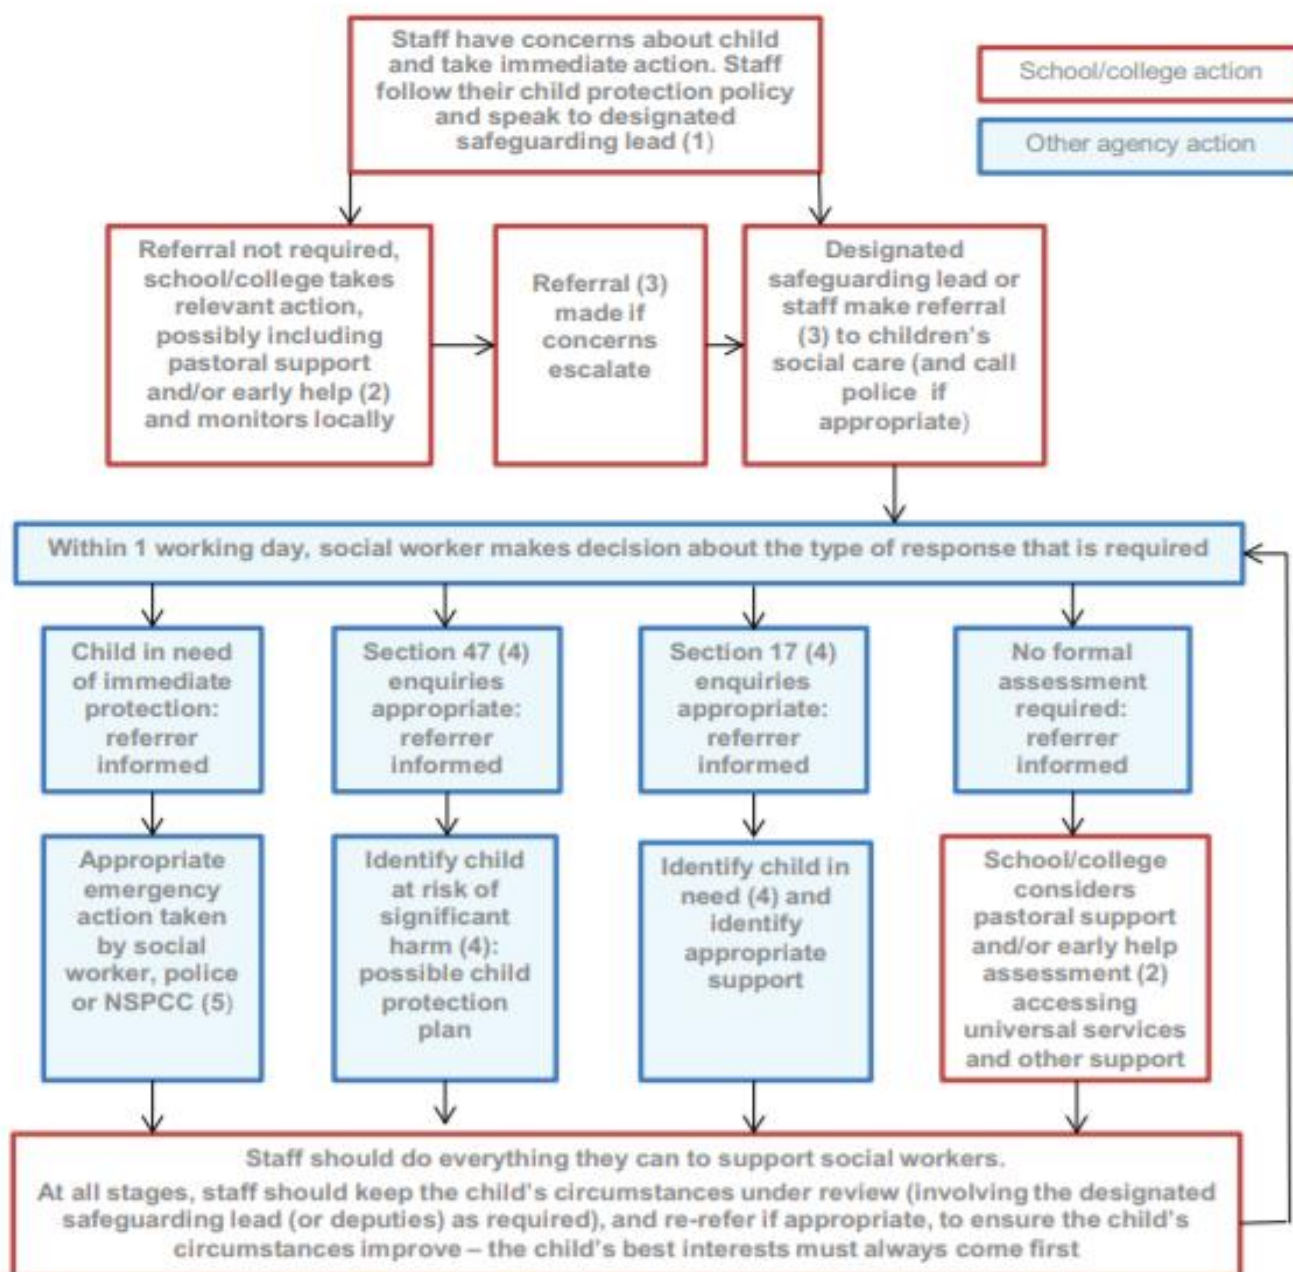 Staff have concerns about child
and take immediate action. Staff
follow their child protection policy
and speak to designated
safeguarding lead (1)
School/college action
Other agency action
Referral not required,
school/college takes
relevant action,
possibly including
pastoral support
and/or early help (2)
and monitors locally
Referral (3)
made if
concerns
escalate
Designated
safeguarding lead or
staff make referral
(3) to children's
social care (and call
police if
appropriate)
Within 1 working day, social worker makes decision about the type of response that is required
Child in need
of immediate
protection:
referrer
informed
Section 47 (4)
enquiries
appropriate:
referrer
informed
Section 17 (4)
enquiries
appropriate:
referrer
informed
No formal
assessment
required:
referrer
informed
Appropriate
emergency
action taken
by social
worker, police
or NSPCC (5)
Identify child
at risk of
significant
harm (4):
possible child
protection
plan
Identify child in
need (4) and
identify
appropriate
support
School/college
considers
pastoral support
and/or early help
assessment (2)
accessing
universal services
and other support
Staff should do everything they can to support social workers.
At all stages, staff should keep the child's circumstances under review (involving the designated
safeguarding lead (or deputies) as required), and re-refer if appropriate, to ensure the child's
circumstances improve – the child's best interests must always come first